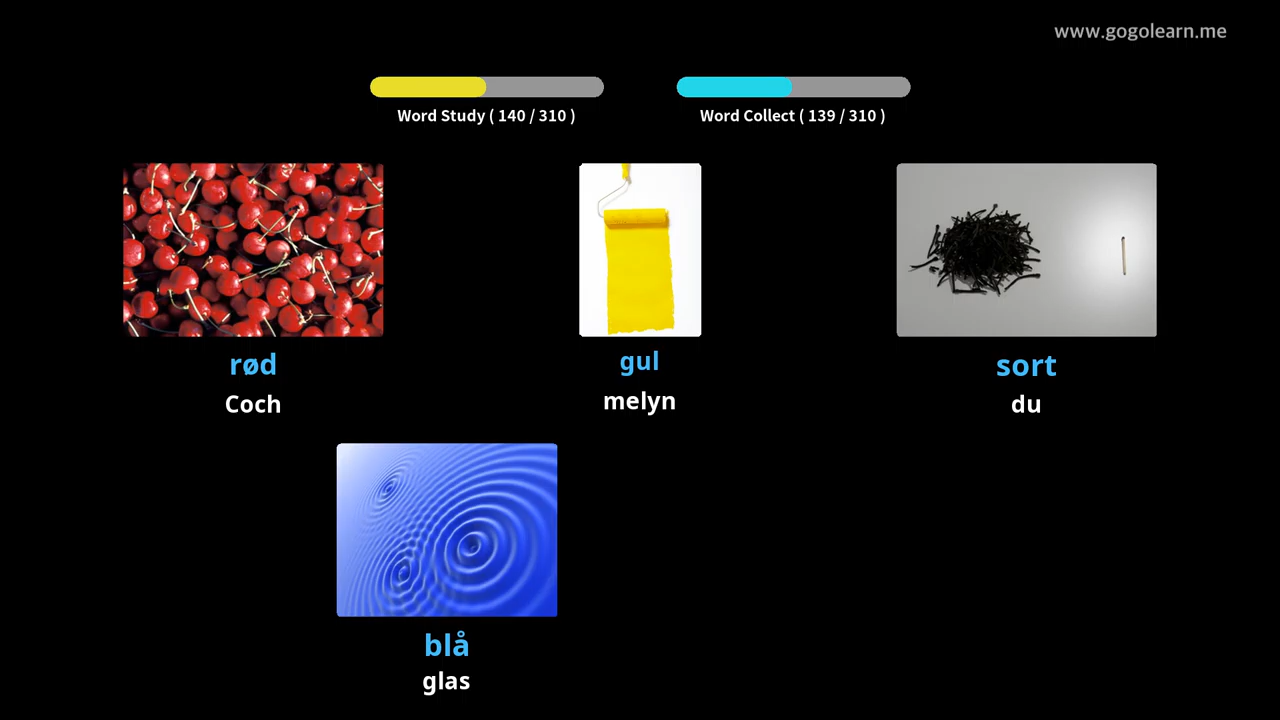 www.gogolearn.me
Word Study ( 140 / 310 )
Word Collect ( 139 / 310 )
rød
Coch
gul
melyn
sort
du
blå
glas